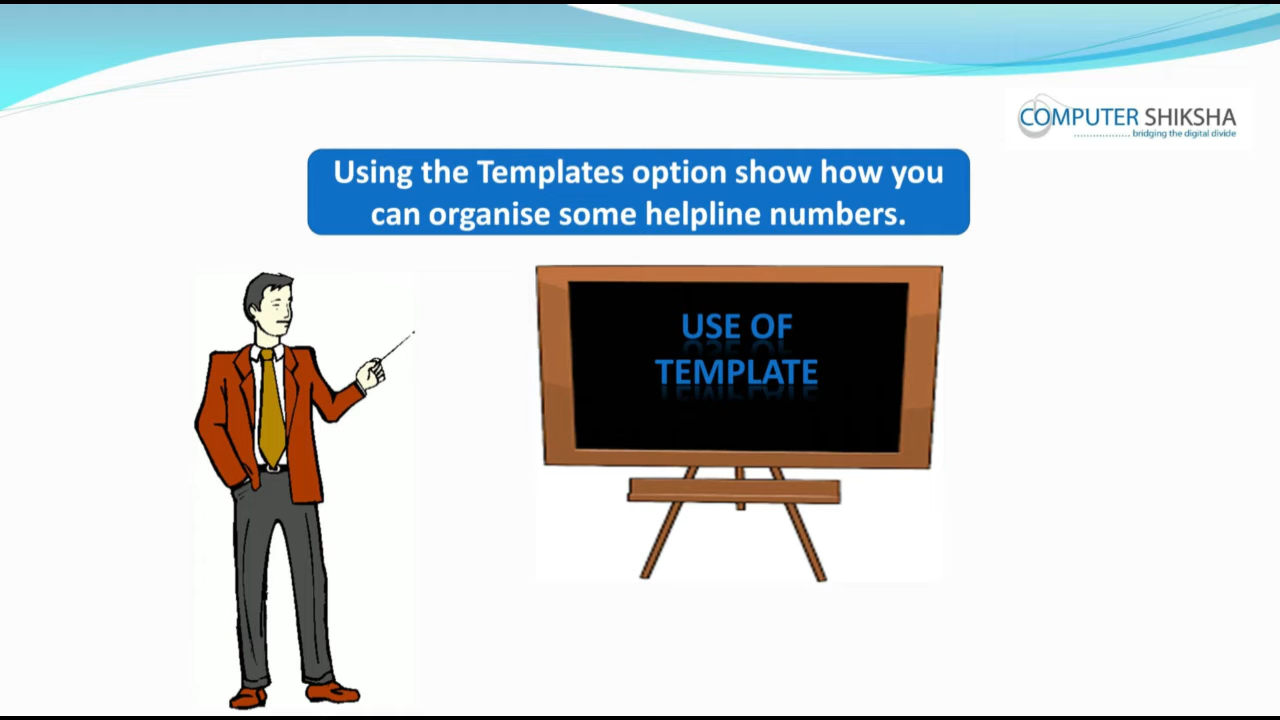 COMPUTER SHIKSHA
bridging the digital divide
Using the Templates option show how you
can organise some helpline numbers.
USE OF
TEMPLATE